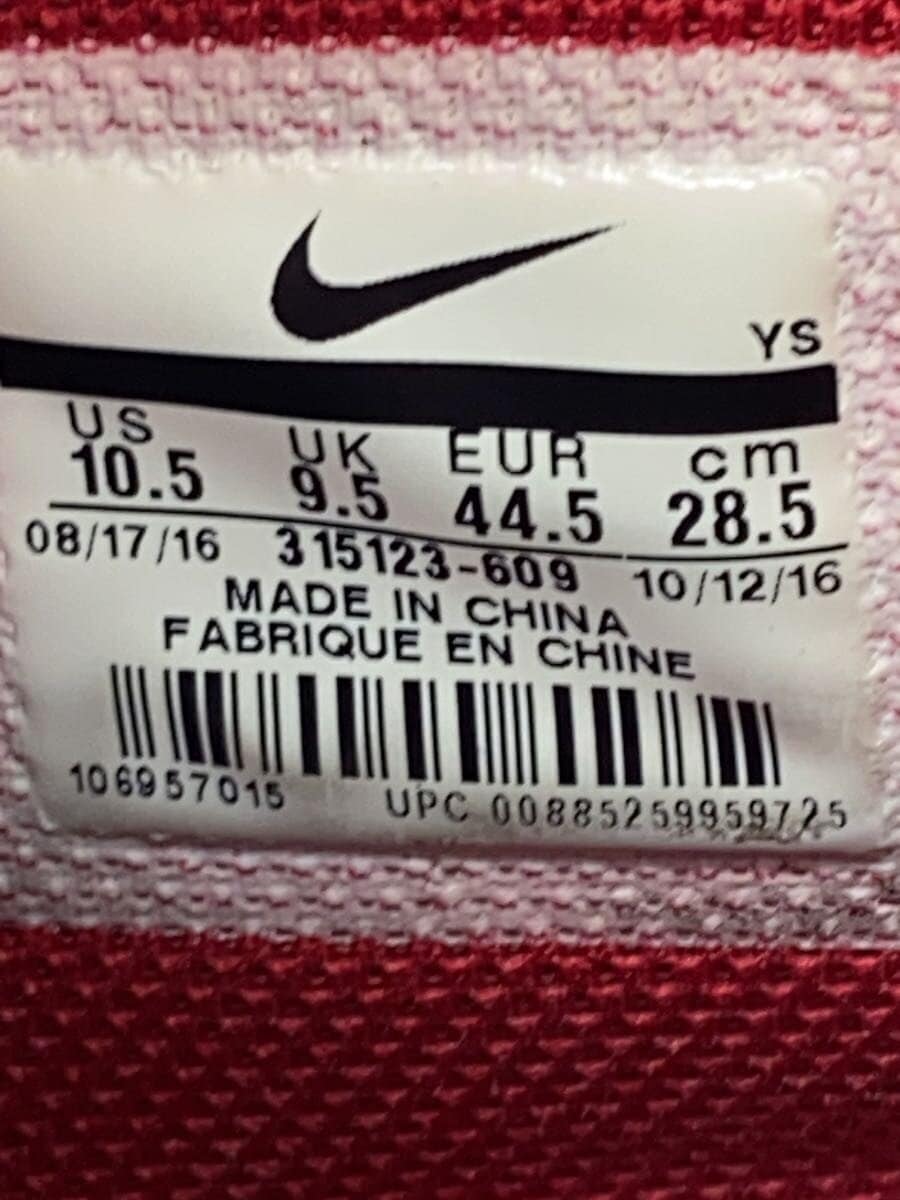 YS
US UK EUR cm
10.5 9.5 44.5 28.5
08/17/16 315123-609 10/12/16
MADE IN CHINA
FABRIQUE EN CHINE
106957015 UPC 00885259959725